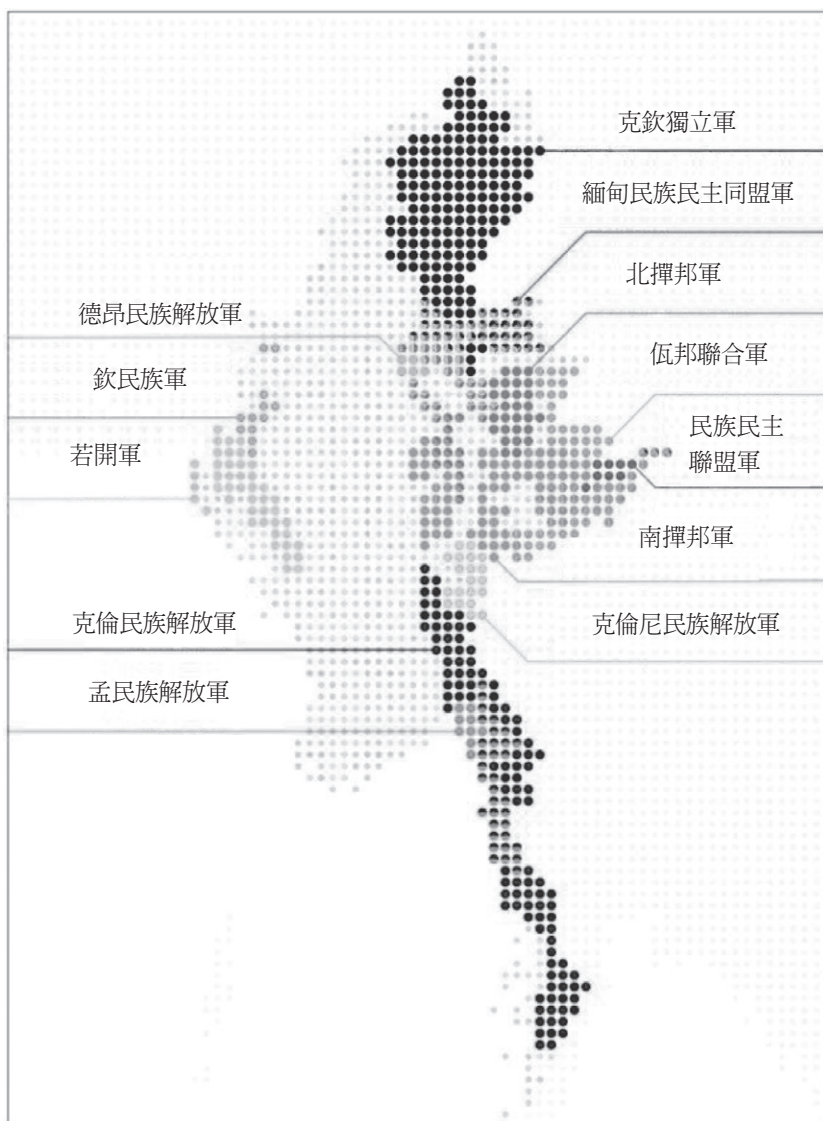 克欽獨立軍
緬甸民族民主同盟軍
北撣邦軍
德昂民族解放軍
佤邦聯合軍
欽民族軍
民族民主
聯盟軍
若開軍
南撣邦軍
克倫民族解放軍
克倫尼民族解放軍
孟民族解放軍